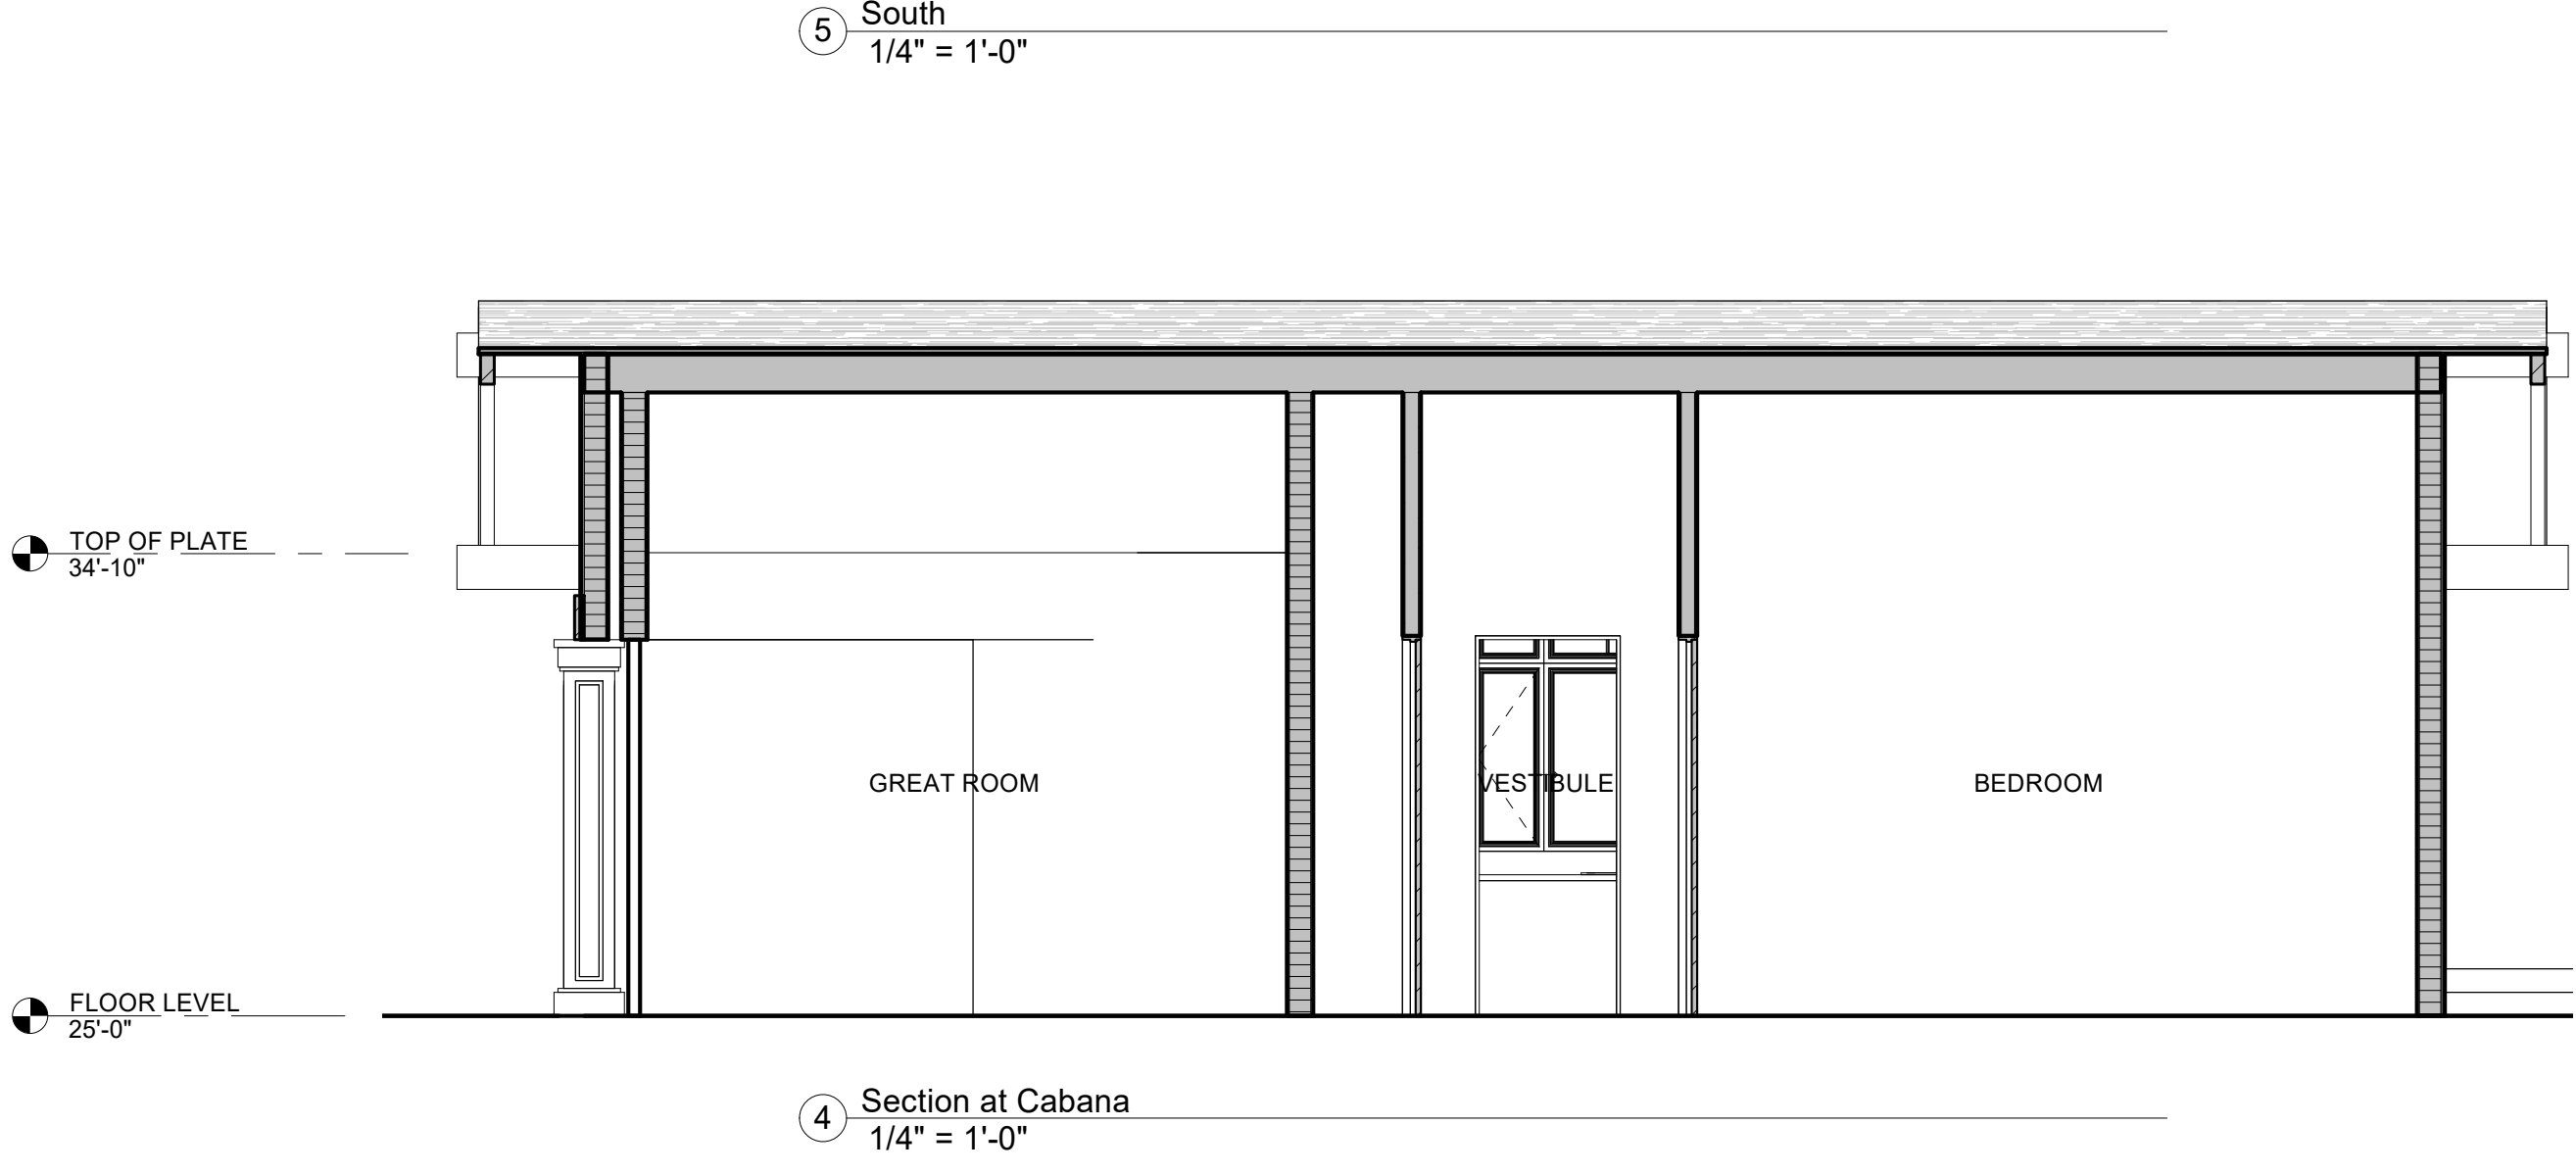 South
5
1/4" = 1'-0"
TOP OF PLATE
34'-10"
GREAT ROOM
VESTIBULE
BEDROOM
FLOOR LEVEL
25'-0"
Section at Cabana
4
1/4" = 1'-0"